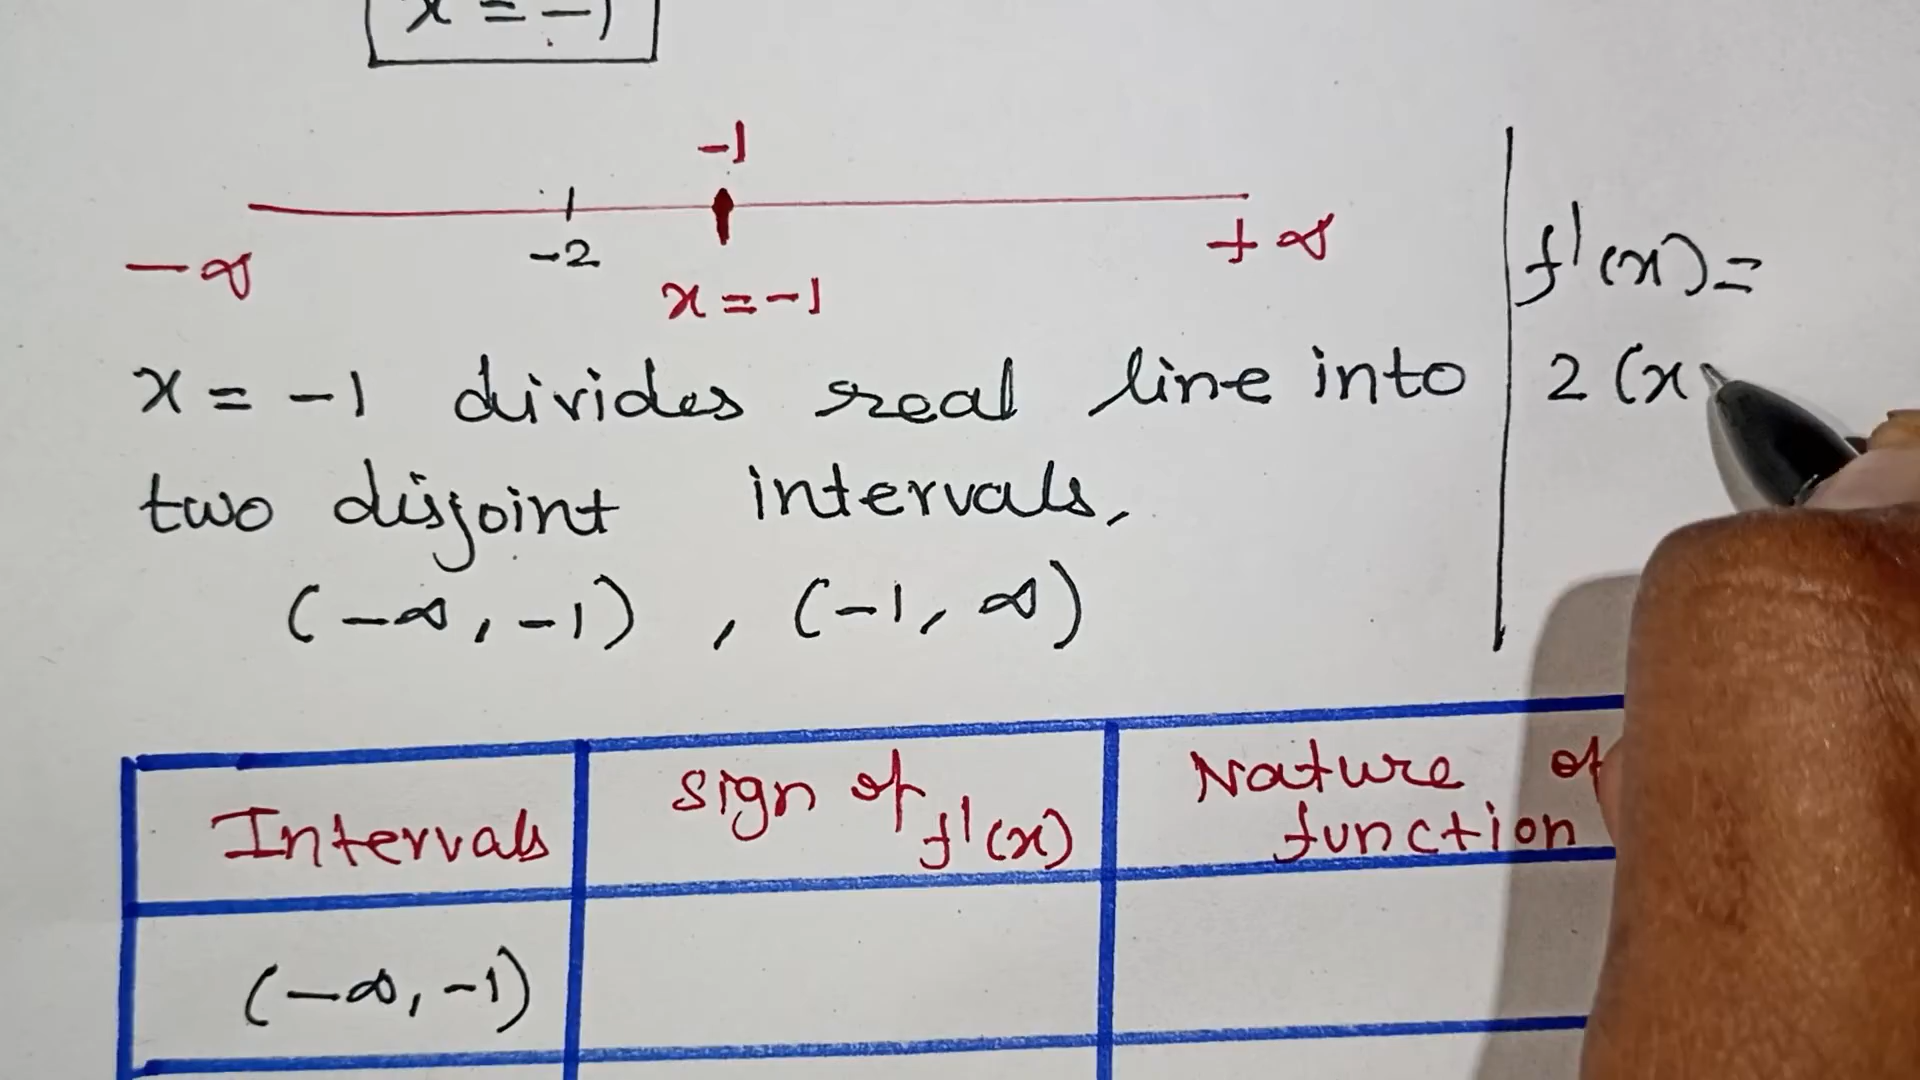 x = -1
-1
-2
-∞ +∞
x = -1
f'(x) =
2 (x
x = -1 divides real line into
two disjoint intervals,
(-∞, -1) , (-1, ∞)
Intervals sign of f'(x) Nature of function
(-∞, -1)